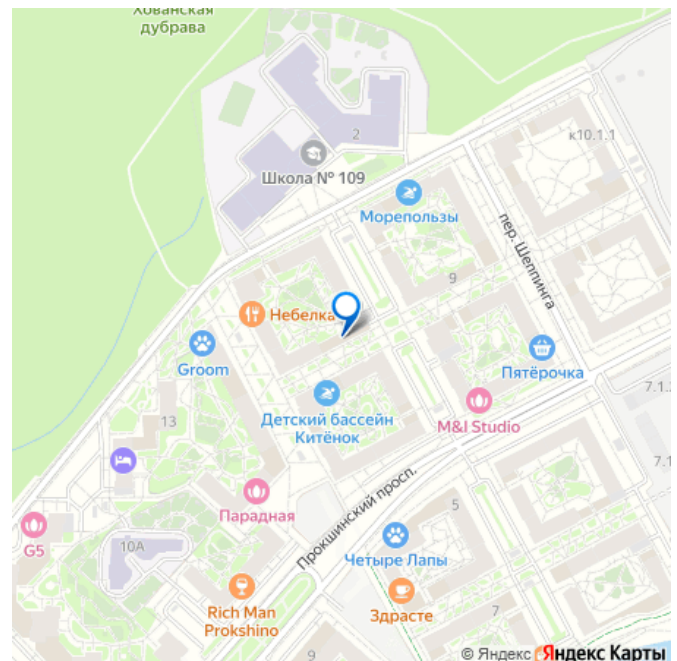 Хованская
дубрава
2
к10.1.1
Школа № 109
Морепользы
пер. Шеппинга
9
Небелка
Groom
Пятёрочка
7.1.
Детский бассейн
Китёнок
M&I Studio
13
7.1
Парадная
Прокшинский просп.
5
G5
10А
Четыре Лапы
Rich Man
Prokshino
Здрасте
7
9
© Яндекс Яндекс Карты